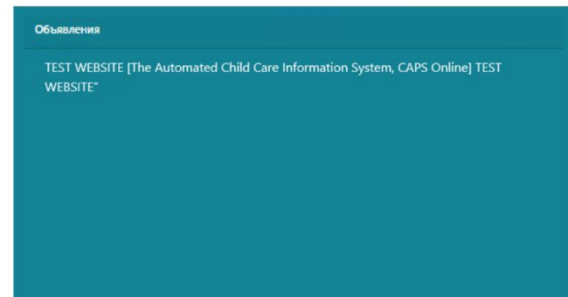 Объявления
TEST WEBSITE [The Automated Child Care Information System, CAPS Online] TEST
WEBSITE"